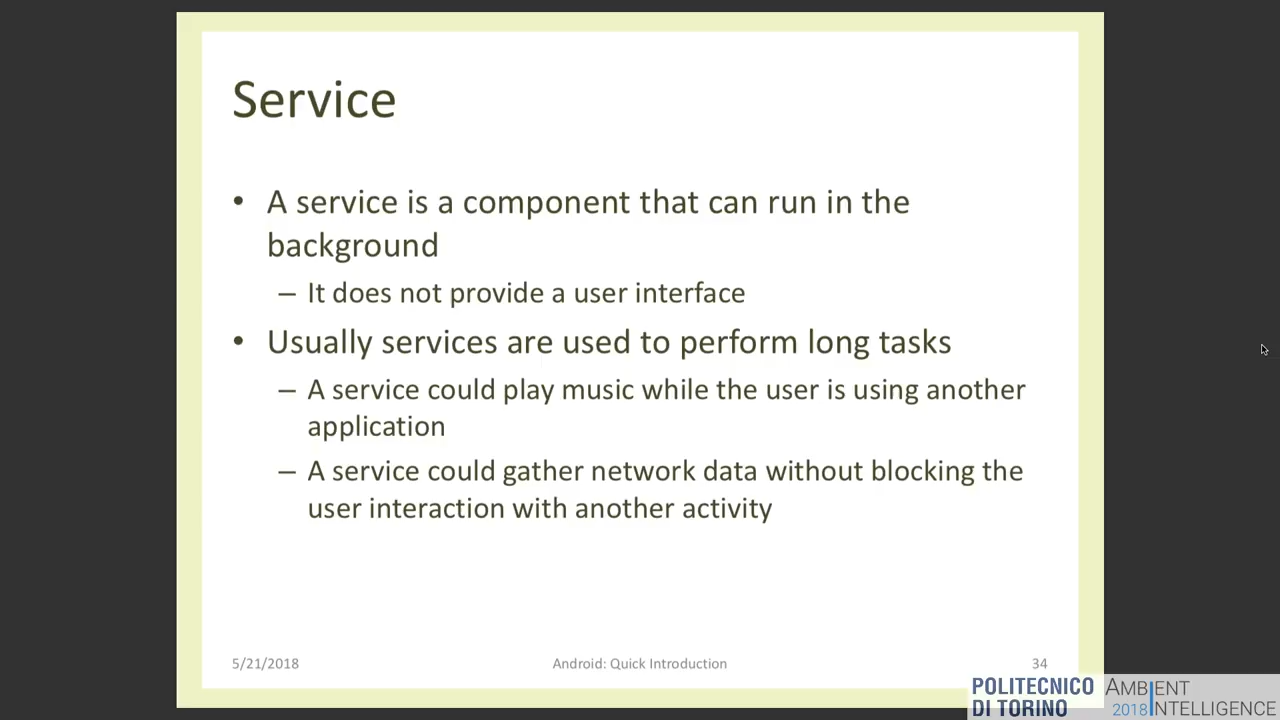 Service
• A service is a component that can run in the
background
– It does not provide a user interface
• Usually services are used to perform long tasks
– A service could play music while the user is using another
application
– A service could gather network data without blocking the
user interaction with another activity
5/21/2018
Android: Quick Introduction
34
POLITECNICO
DI TORINO
AMBIENT
2018 INTELLIGENCE